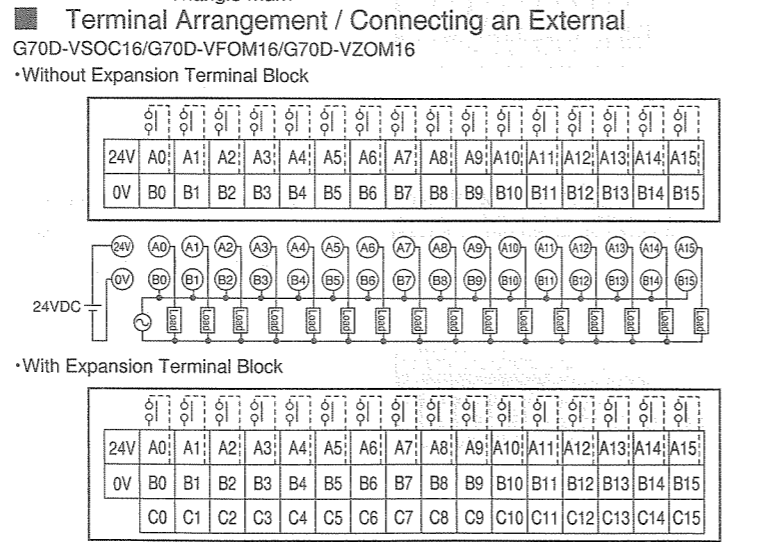 Terminal Arrangement / Connecting an External
G70D-VSOC16/G70D-VFOM16/G70D-VZOM16
・Without Expansion Terminal Block
24V A0 A1 A2 A3 A4 A5 A6 A7 A8 A9 A10 A11 A12 A13 A14 A15
0V B0 B1 B2 B3 B4 B5 B6 B7 B8 B9 B10 B11 B12 B13 B14 B15
24V A0 A1 A2 A3 A4 A5 A6 A7 A8 A9 A10 A11 A12 A13 A14 A15
0V B0 B1 B2 B3 B4 B5 B6 B7 B8 B9 B10 B11 B12 B13 B14 B15
24VDC
Load Load Load Load Load Load Load Load Load Load Load Load Load Load Load Load
・With Expansion Terminal Block
24V A0 A1 A2 A3 A4 A5 A6 A7 A8 A9 A10 A11 A12 A13 A14 A15
0V B0 B1 B2 B3 B4 B5 B6 B7 B8 B9 B10 B11 B12 B13 B14 B15
C0 C1 C2 C3 C4 C5 C6 C7 C8 C9 C10 C11 C12 C13 C14 C15